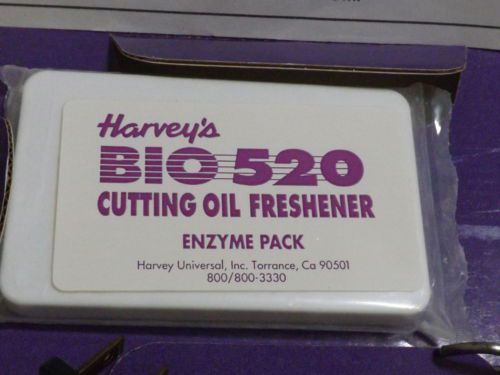 Harvey's
BIO 520
CUTTING OIL FRESHENER
ENZYME PACK
Harvey Universal, Inc. Torrance, Ca 90501
800/800-3330